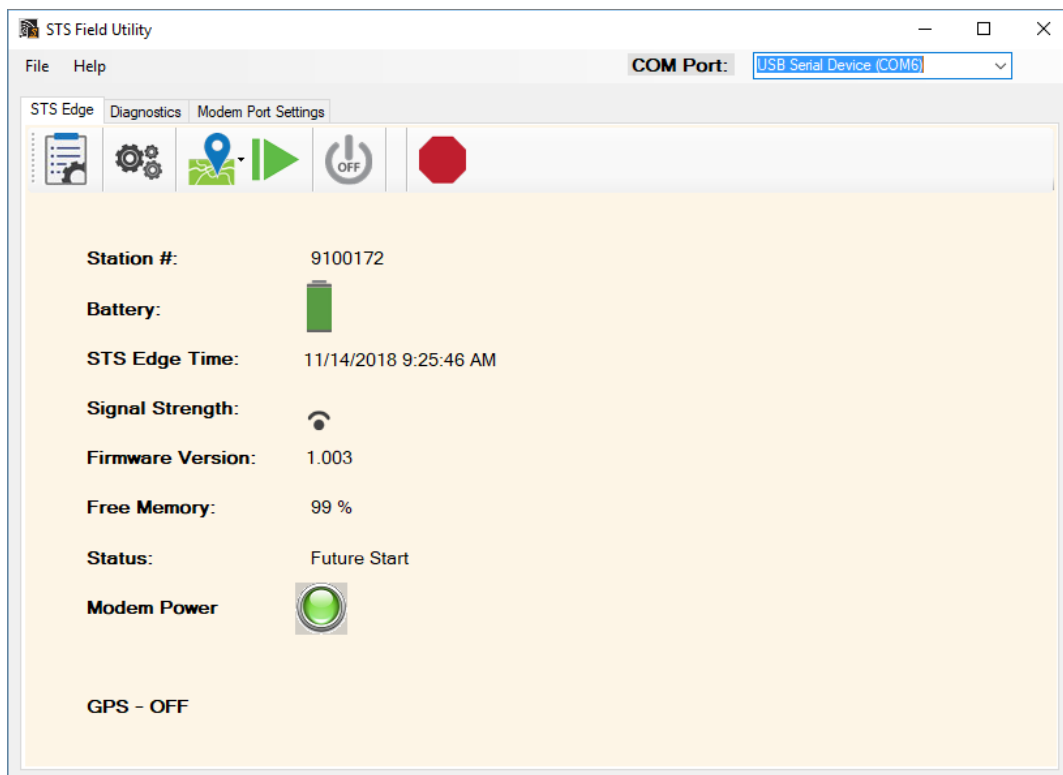 STS Field Utility
File Help COM Port: USB Serial Device (COM6)
STS Edge Diagnostics Modem Port Settings
OFF
Station #: 9100172
Battery:
STS Edge Time: 11/14/2018 9:25:46 AM
Signal Strength:
Firmware Version: 1.003
Free Memory: 99 %
Status: Future Start
Modem Power
GPS - OFF